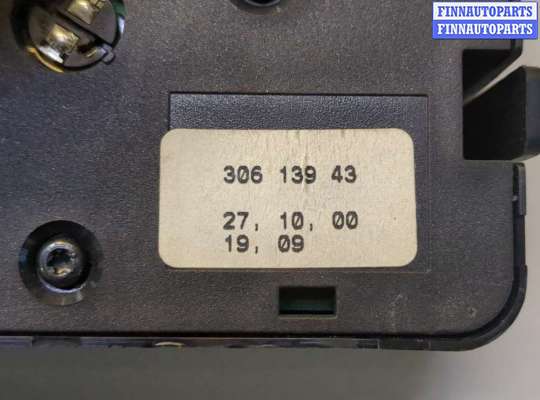 FINNAUTOPARTS
FINNAUTOPARTS
306 139 43
27, 10, 00
19, 09